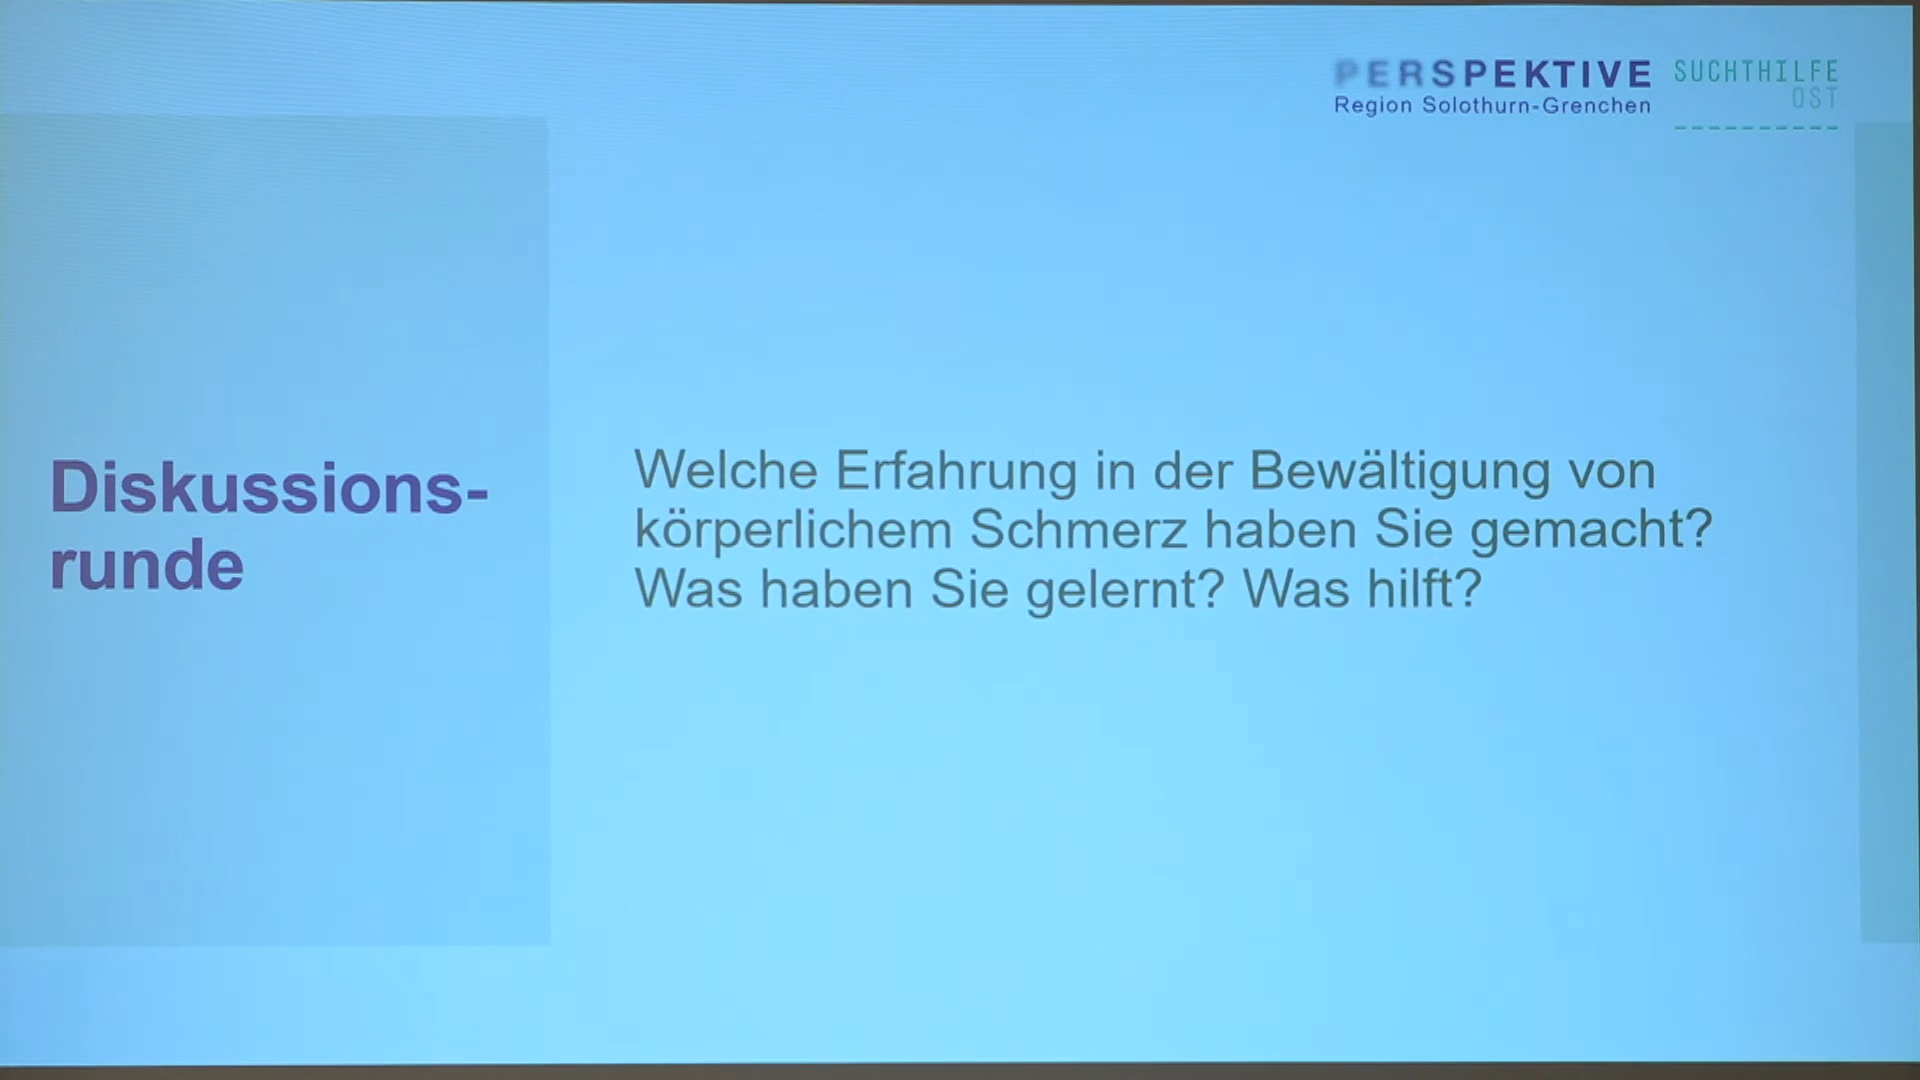 PERSPEKTIVE
Region Solothurn-Grenchen
SUCHTHILFE
OST
Diskussions-
runde
Welche Erfahrung in der Bewältigung von
körperlichem Schmerz haben Sie gemacht?
Was haben Sie gelernt? Was hilft?